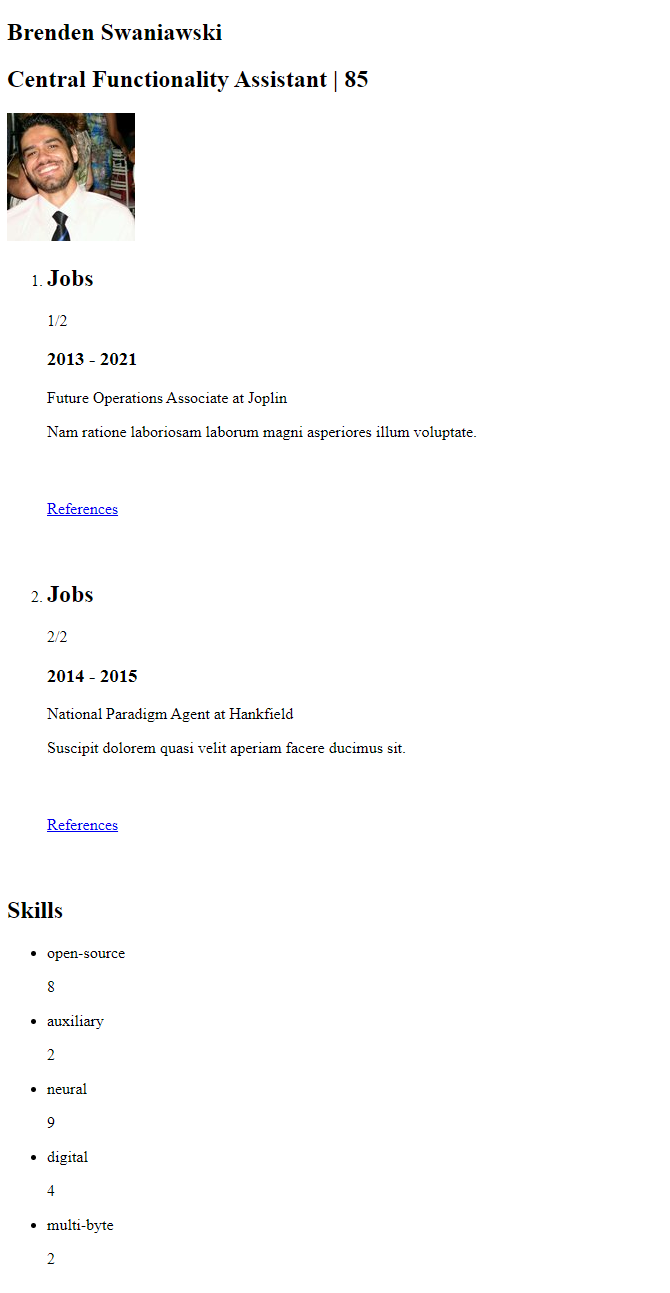 Brenden Swaniawski
Central Functionality Assistant | 85
1. Jobs
1/2
2013 - 2021
Future Operations Associate at Joplin
Nam ratione laboriosam laborum magni asperiores illum voluptate.
References
2. Jobs
2/2
2014 - 2015
National Paradigm Agent at Hankfield
Suscipit dolorem quasi velit aperiam facere ducimus sit.
References
Skills
• open-source
8
• auxiliary
2
• neural
9
• digital
4
• multi-byte
2